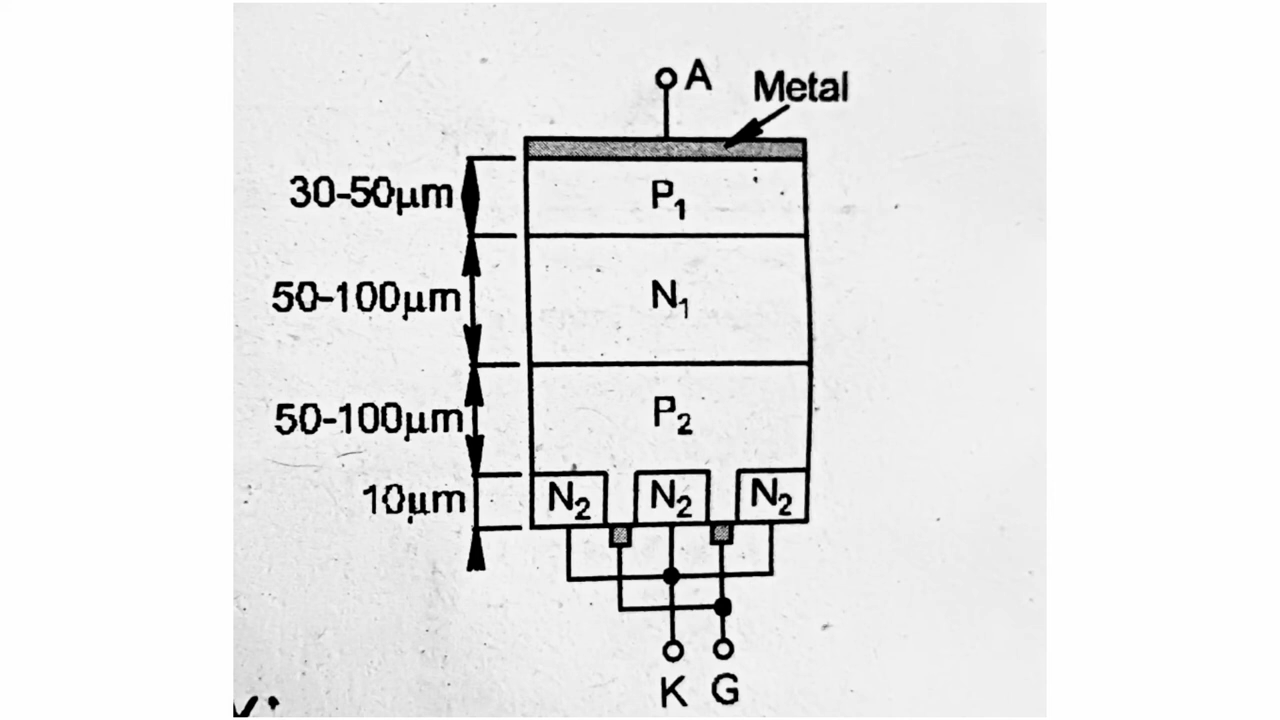 A
Metal
30-50μm
P₁
50-100μm
N₁
50-100μm
P₂
10μm
N₂ N₂ N₂
K G